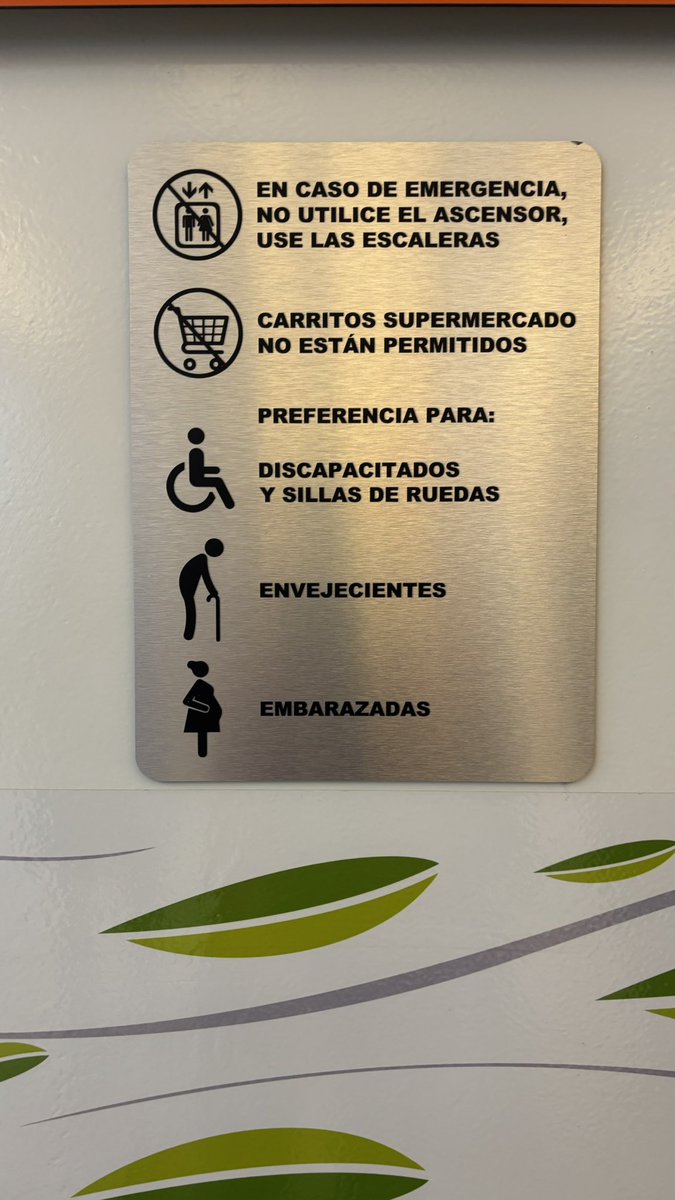 EN CASO DE EMERGENCIA,
NO UTILICE EL ASCENSOR,
USE LAS ESCALERAS
CARRITOS SUPERMERCADO
NO ESTÁN PERMITIDOS
PREFERENCIA PARA:
DISCAPACITADOS
Y SILLAS DE RUEDAS
ENVEJECIENTES
EMBARAZADAS